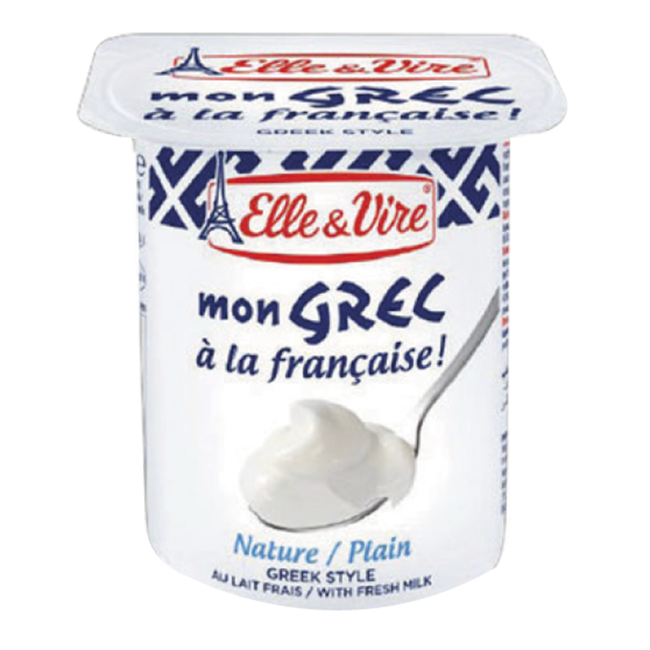 Elle & Vire
mon GREC
à la française!
GREEK STYLE
Elle & Vire®
mon GREC
à la française!
Nature / Plain
GREEK STYLE
AU LAIT FRAIS / WITH FRESH MILK